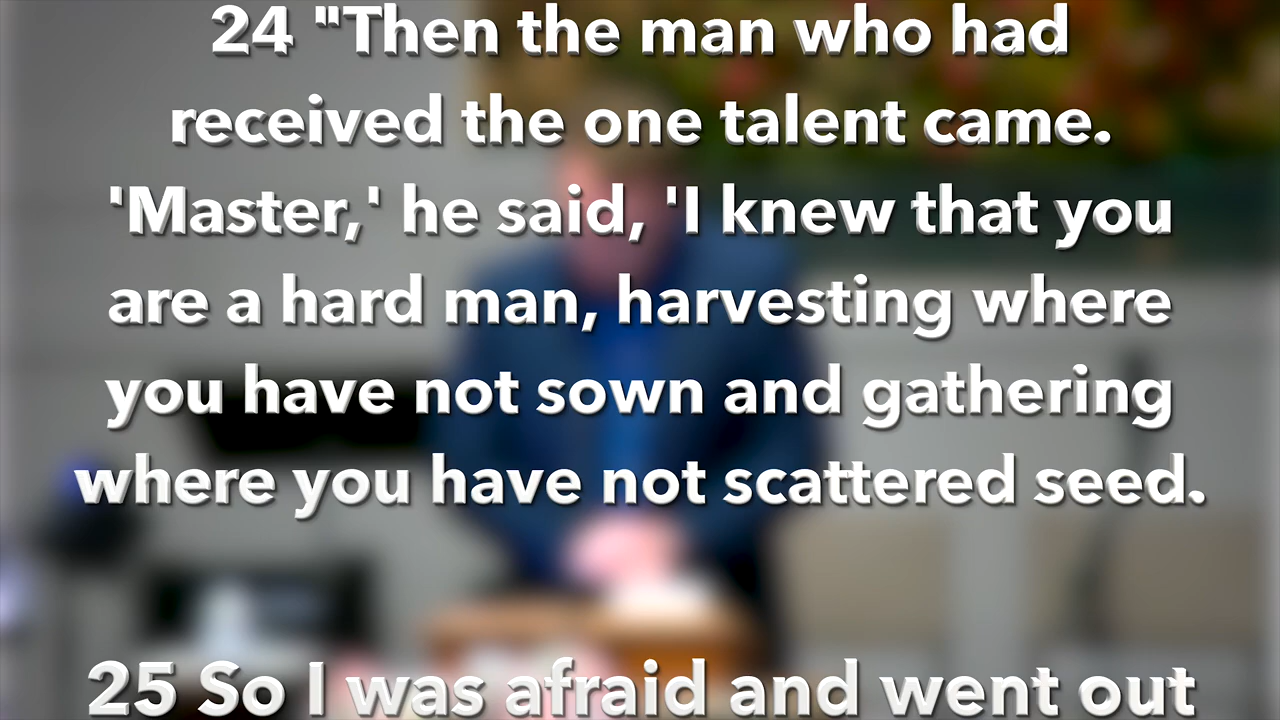 24 "Then the man who had
received the one talent came.
'Master,' he said, 'I knew that you
are a hard man, harvesting where
you have not sown and gathering
where you have not scattered seed.
25 So I was afraid and went out